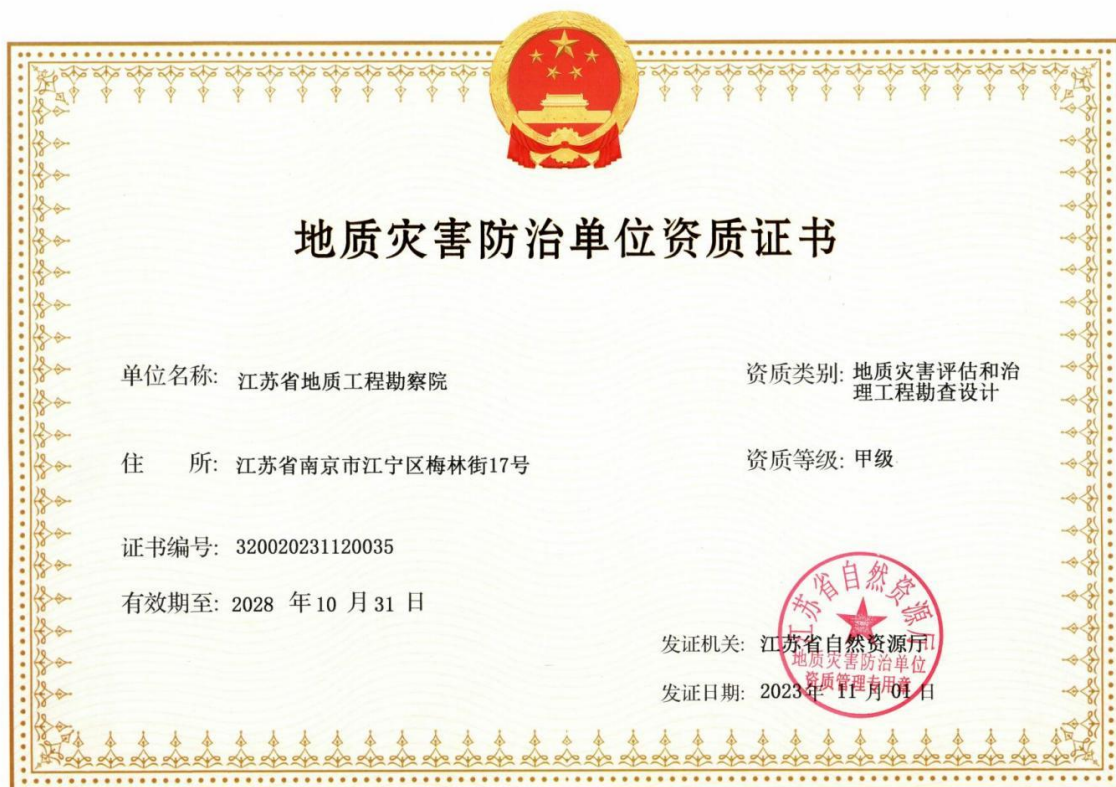 地质灾害防治单位资质证书
单位名称: 江苏省地质工程勘察院
资质类别: 地质灾害评估和治
理工程勘查设计
住 所: 江苏省南京市江宁区梅林街17号
资质等级: 甲级
证书编号: 320020231120035
有效期至: 2028 年 10 月 31 日
发证机关: 江苏省自然资源厅
发证日期: 2023 年 11 月 01 日
江苏省自然资源厅
地质灾害防治单位
资质管理专用章